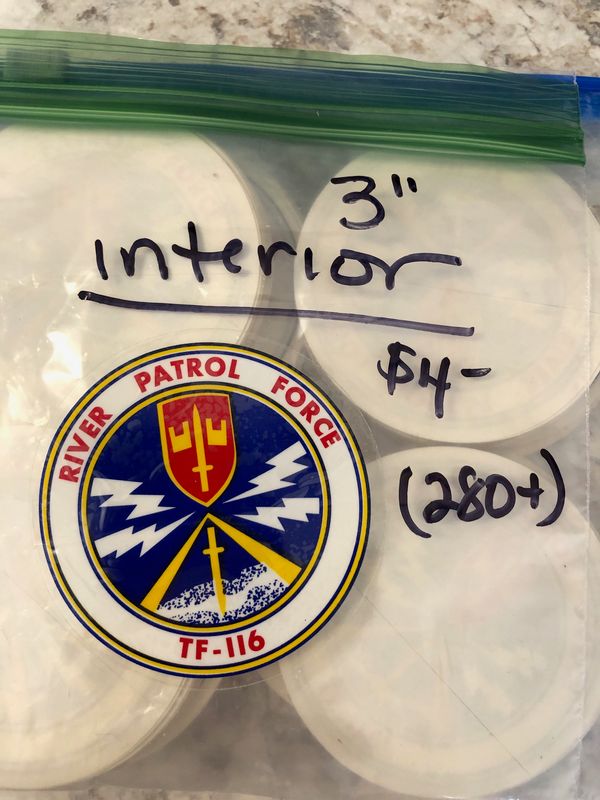 3"
interior
$4-
(280+)
RIVER PATROL FORCE
TF-116